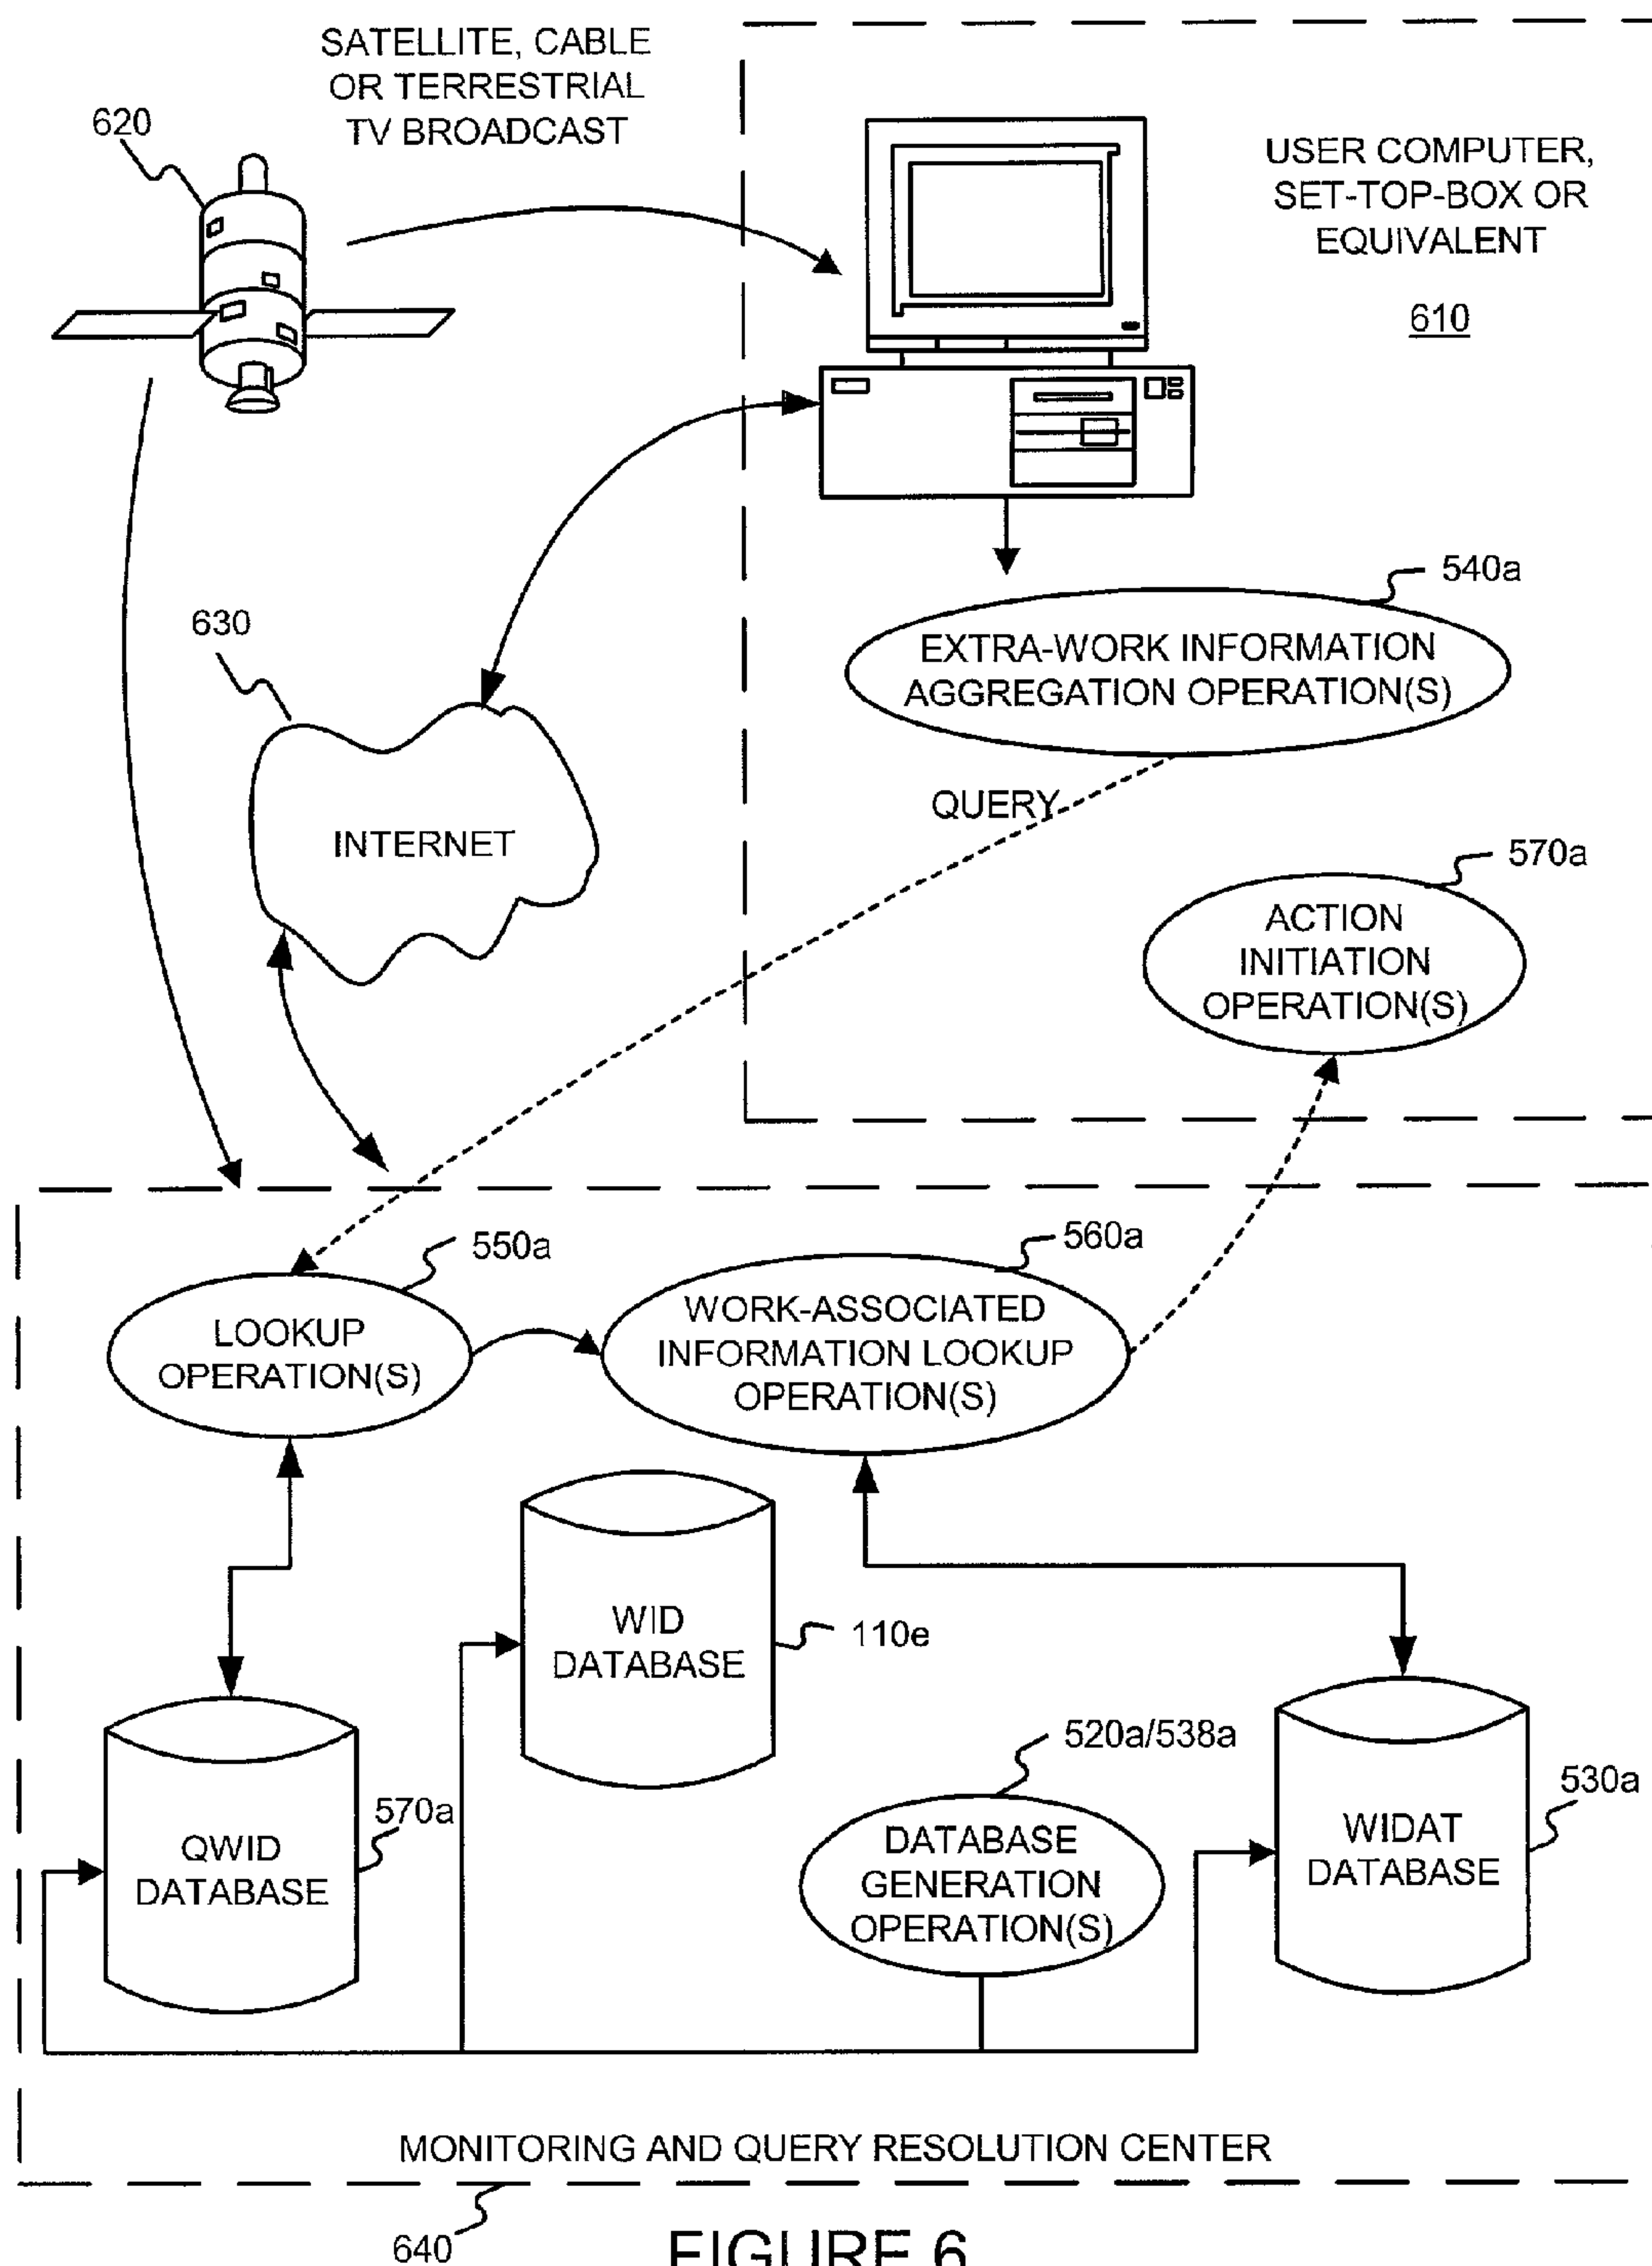 SATELLITE, CABLE
OR TERRESTRIAL
TV BROADCAST
620
USER COMPUTER,
SET-TOP-BOX OR
EQUIVALENT
610
540a
EXTRA-WORK INFORMATION
AGGREGATION OPERATION(S)
630
QUERY
INTERNET
570a
ACTION
INITIATION
OPERATION(S)
550a
560a
LOOKUP
OPERATION(S)
WORK-ASSOCIATED
INFORMATION LOOKUP
OPERATION(S)
WID
DATABASE
110e
520a/538a
530a
570a
QWID
DATABASE
DATABASE
GENERATION
OPERATION(S)
WIDAT
DATABASE
MONITORING AND QUERY RESOLUTION CENTER
640
FIGURE 6